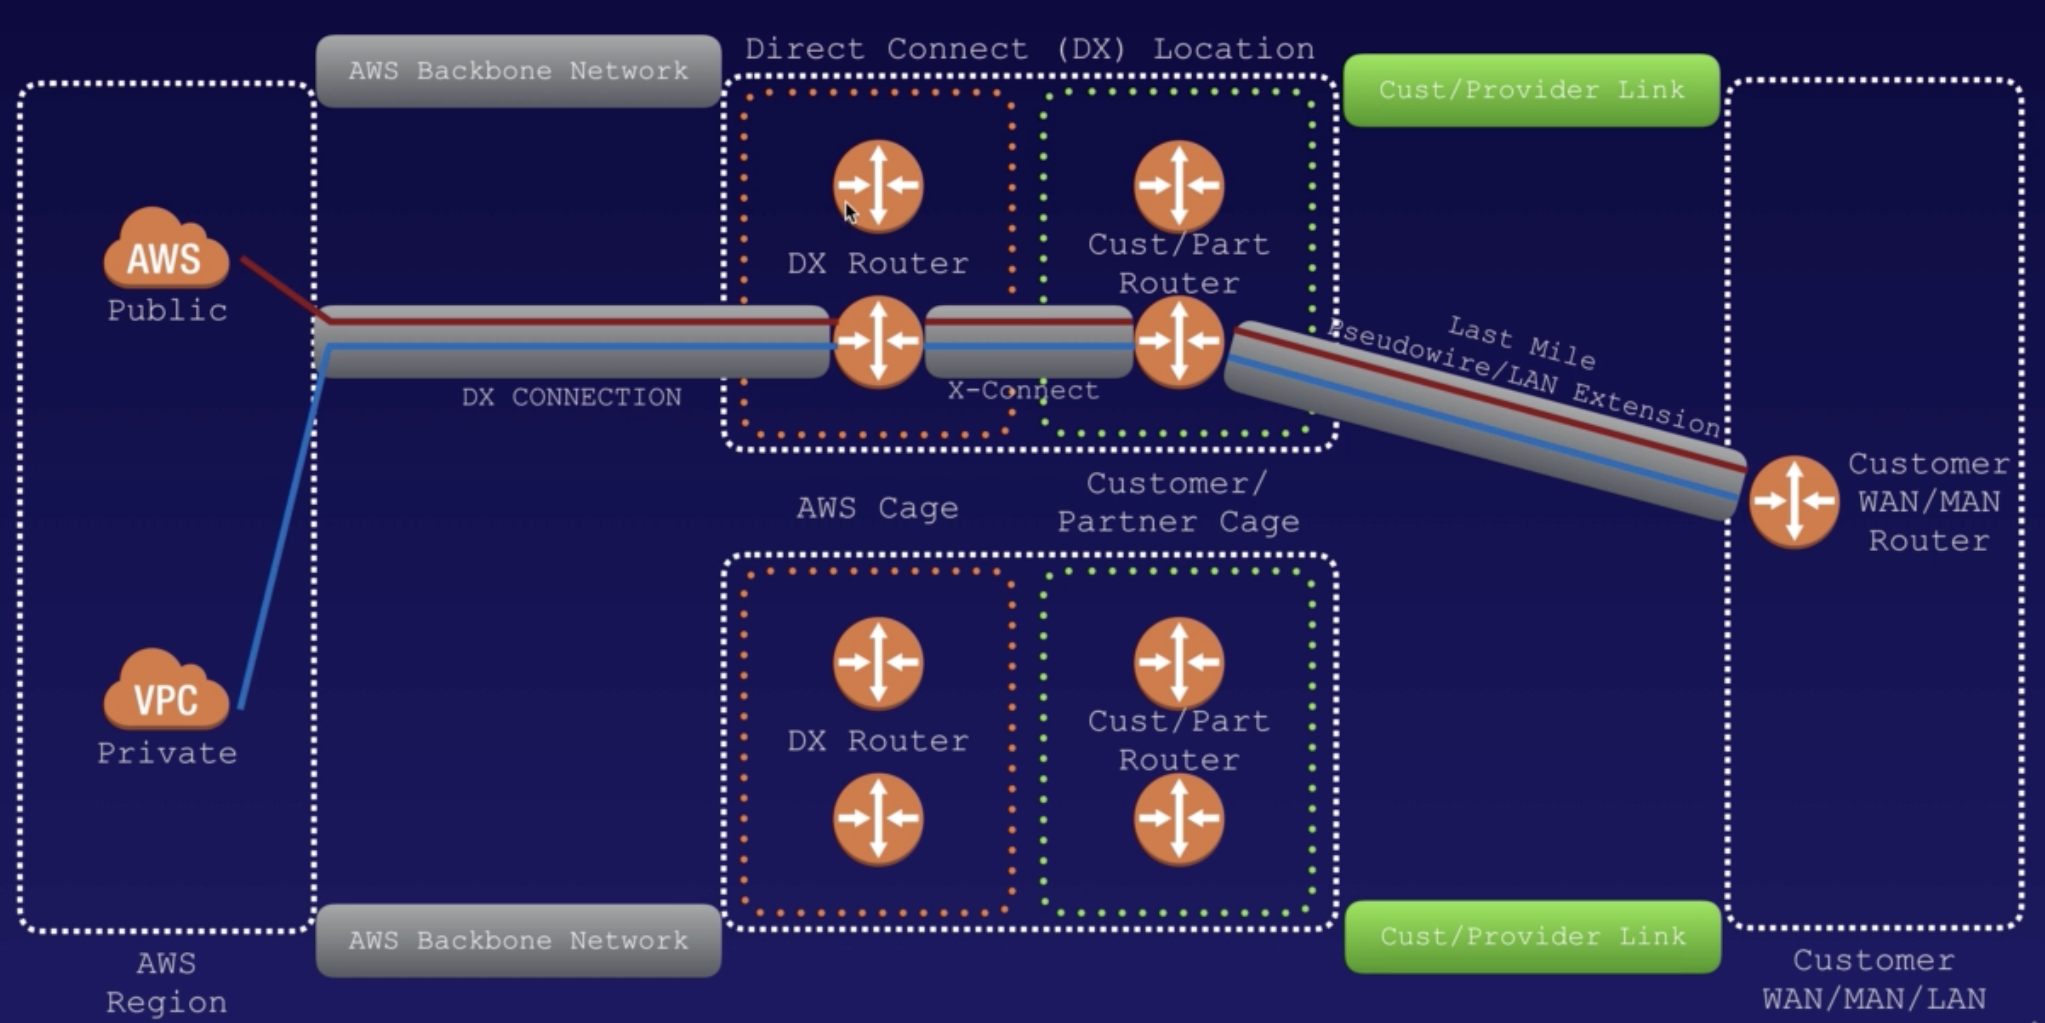 Direct Connect (DX) Location
AWS Backbone Network
Cust/Provider Link
AWS
Public
DX Router
Cust/Part
Router
DX CONNECTION
X-Connect
Last Mile
Pseudowire/LAN Extension
Customer
WAN/MAN
Router
AWS Cage
Customer/
Partner Cage
VPC
Private
DX Router
Cust/Part
Router
AWS Backbone Network
Cust/Provider Link
AWS
Region
Customer
WAN/MAN/LAN